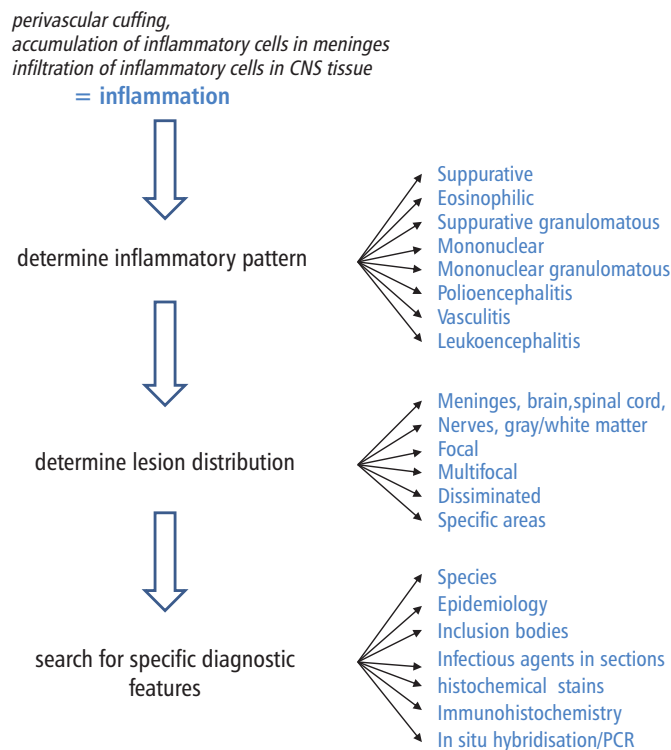 perivascular cuffing,
accumulation of inflammatory cells in meninges
infiltration of inflammatory cells in CNS tissue
= inflammation
determine inflammatory pattern
Suppurative
Eosinophilic
Suppurative granulomatous
Mononuclear
Mononuclear granulomatous
Polioencephalitis
Vasculitis
Leukoencephalitis
determine lesion distribution
Meninges, brain,spinal cord,
Nerves, gray/white matter
Focal
Multifocal
Dissiminated
Specific areas
search for specific diagnostic
features
Species
Epidemiology
Inclusion bodies
Infectious agents in sections
histochemical stains
Immunohistochemistry
In situ hybridisation/PCR